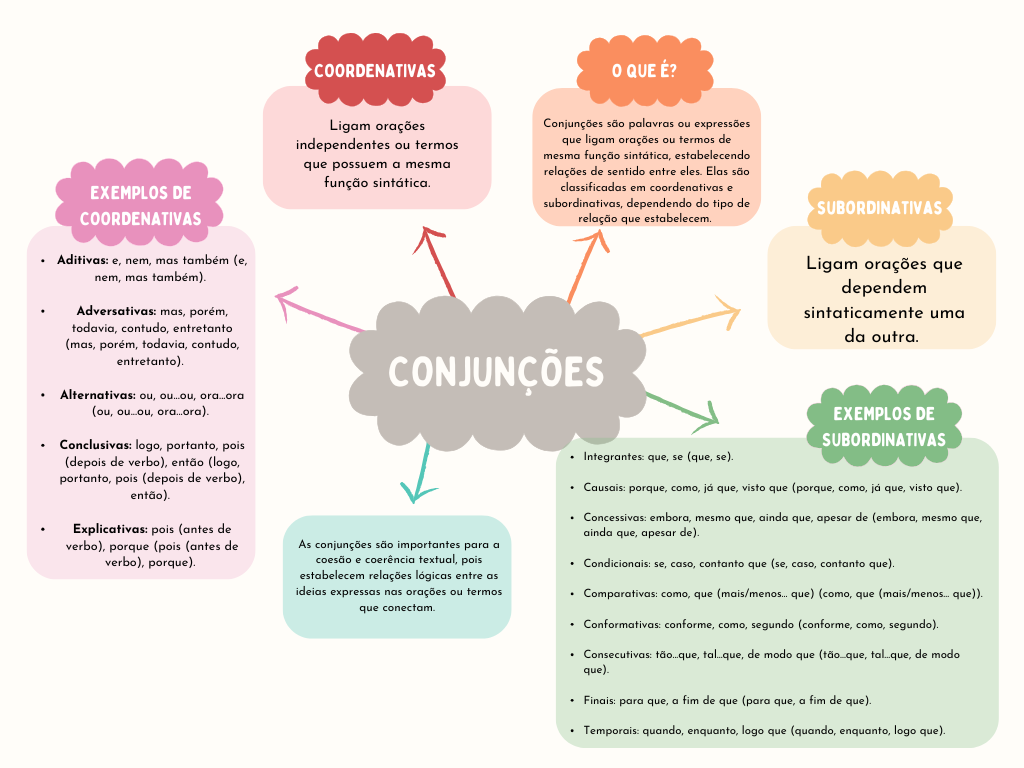 CONJUNÇÕES
O QUE É?
Conjunções são palavras ou expressões
que ligam orações ou termos de
mesma função sintática, estabelecendo
relações de sentido entre eles. Elas são
classificadas em coordenativas e
subordinativas, dependendo do tipo de
relação que estabelecem.
COORDENATIVAS
Ligam orações
independentes ou termos
que possuem a mesma
função sintática.
EXEMPLOS DE
COORDENATIVAS
• Aditivas: e, nem, mas também (e,
nem, mas também).
• Adversativas: mas, porém,
todavia, contudo, entretanto
(mas, porém, todavia, contudo,
entretanto).
• Alternativas: ou, ou...ou, ora...ora
(ou, ou...ou, ora...ora).
• Conclusivas: logo, portanto, pois
(depois de verbo), então (logo,
portanto, pois (depois de verbo),
então).
• Explicativas: pois (antes de
verbo), porque (pois (antes de
verbo), porque).
SUBORDINATIVAS
Ligam orações que
dependem
sintaticamente uma
da outra.
EXEMPLOS DE
SUBORDINATIVAS
• Integrantes: que, se (que, se).
• Causais: porque, como, já que, visto que (porque, como, já que, visto que).
• Concessivas: embora, mesmo que, ainda que, apesar de (embora, mesmo que,
ainda que, apesar de).
• Condicionais: se, caso, contanto que (se, caso, contanto que).
• Comparativas: como, que (mais/menos... que) (como, que (mais/menos... que)).
• Conformativas: conforme, como, segundo (conforme, como, segundo).
• Consecutivas: tão...que, tal...que, de modo que (tão...que, tal...que, de modo
que).
• Finais: para que, a fim de que (para que, a fim de que).
• Temporais: quando, enquanto, logo que (quando, enquanto, logo que).
As conjunções são importantes para a
coesão e coerência textual, pois
estabelecem relações lógicas entre as
ideias expressas nas orações ou termos
que conectam.